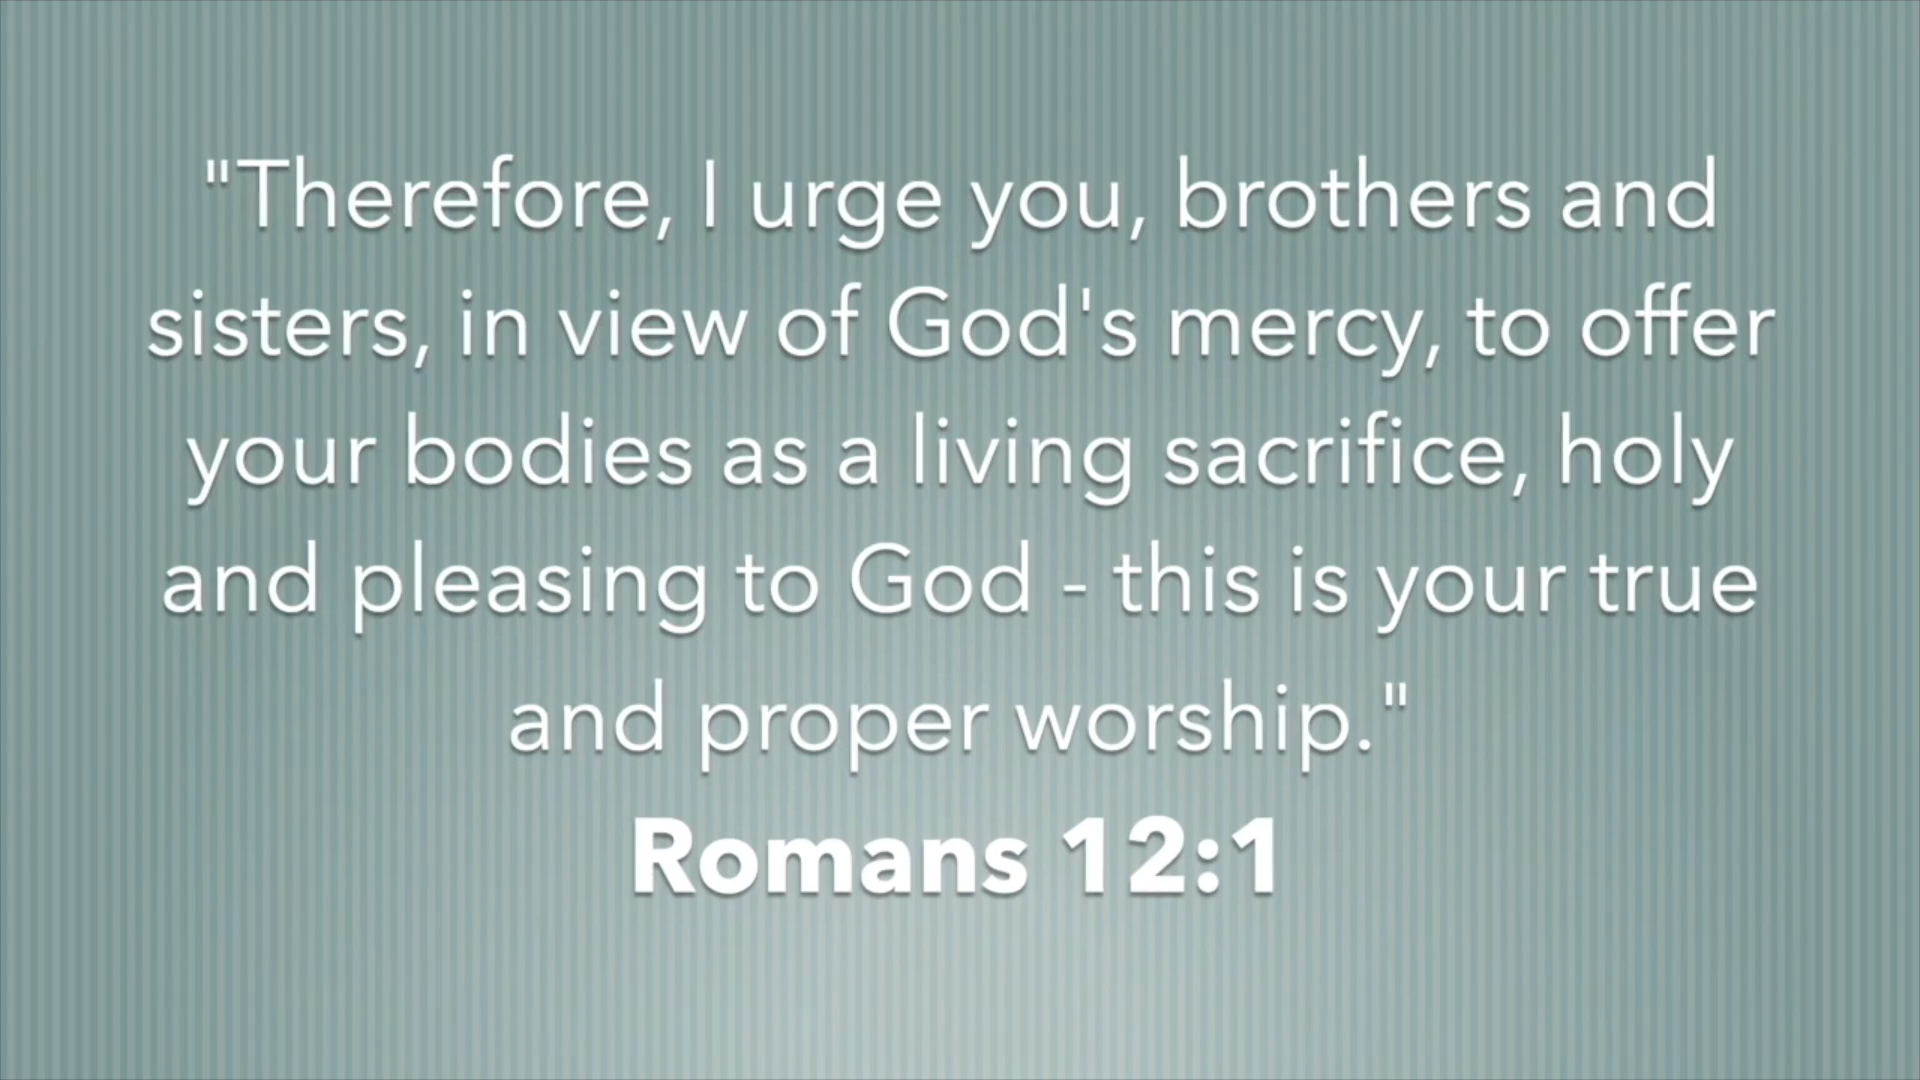 "Therefore, I urge you, brothers and
sisters, in view of God's mercy, to offer
your bodies as a living sacrifice, holy
and pleasing to God - this is your true
and proper worship."
Romans 12:1